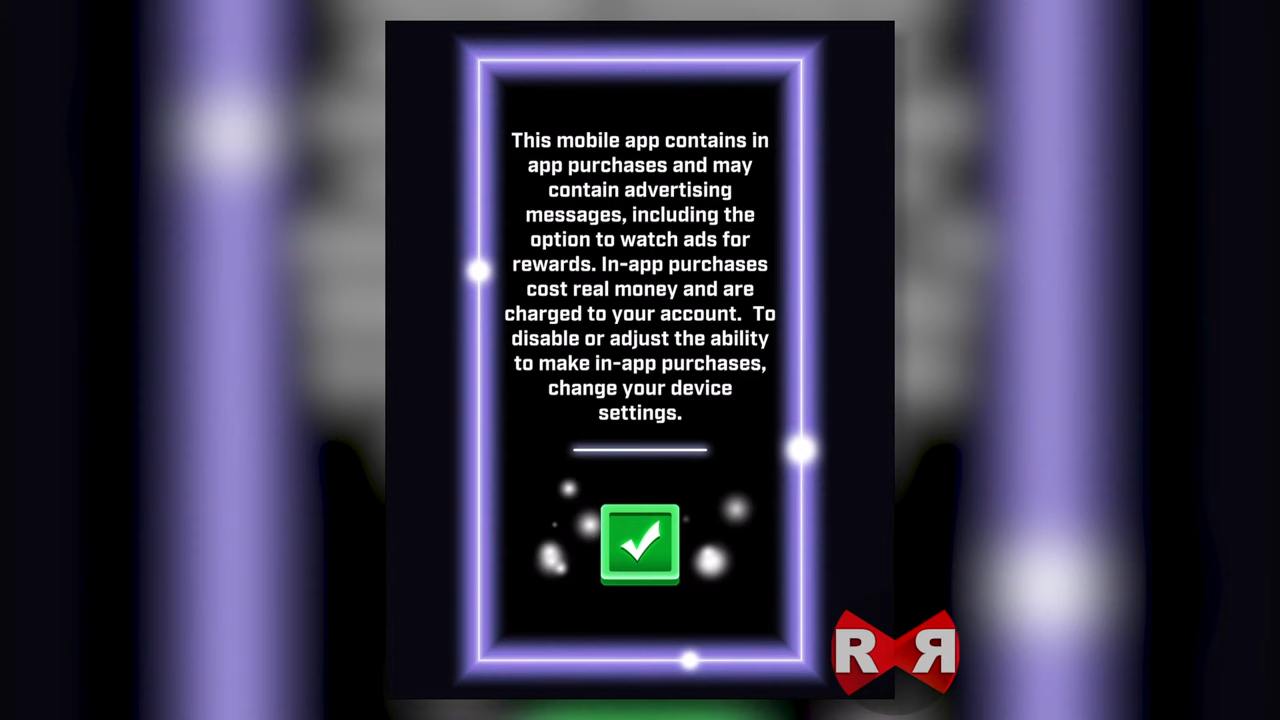 This mobile app contains in
app purchases and may
contain advertising
messages, including the
option to watch ads for
rewards. In-app purchases
cost real money and are
charged to your account.  To
disable or adjust the ability
to make in-app purchases,
change your device
settings.
RЯ